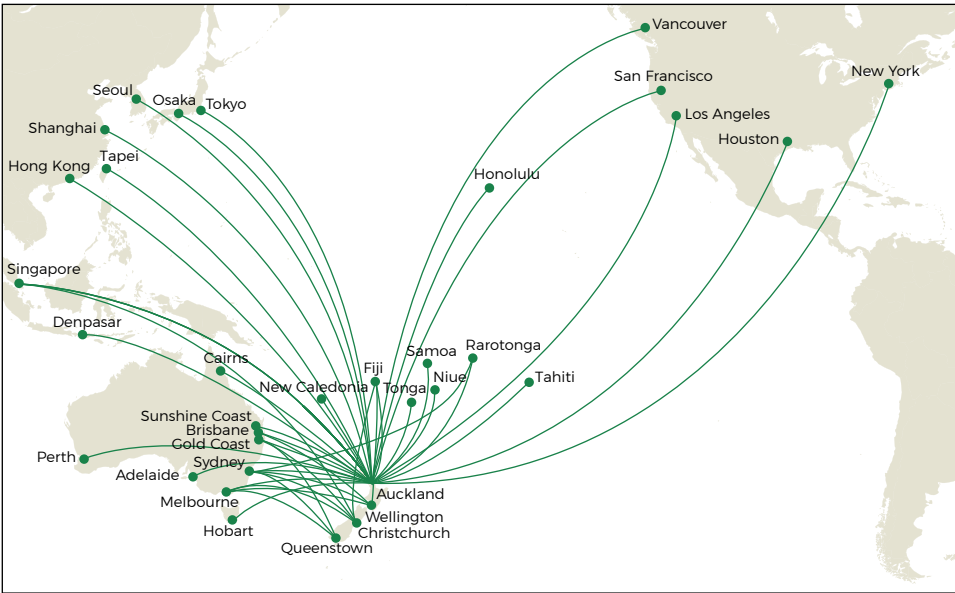 Vancouver
San Francisco
New York
Seoul
Osaka
Tokyo
Los Angeles
Shanghai
Houston
Tapei
Hong Kong
Honolulu
Singapore
Denpasar
Rarotonga
Samoa
Cairns
Fiji
Niue
Tahiti
New Caledonia
Tonga
Sunshine Coast
Brisbane
Gold Coast
Perth
Sydney
Adelaide
Auckland
Melbourne
Wellington
Hobart
Christchurch
Queenstown